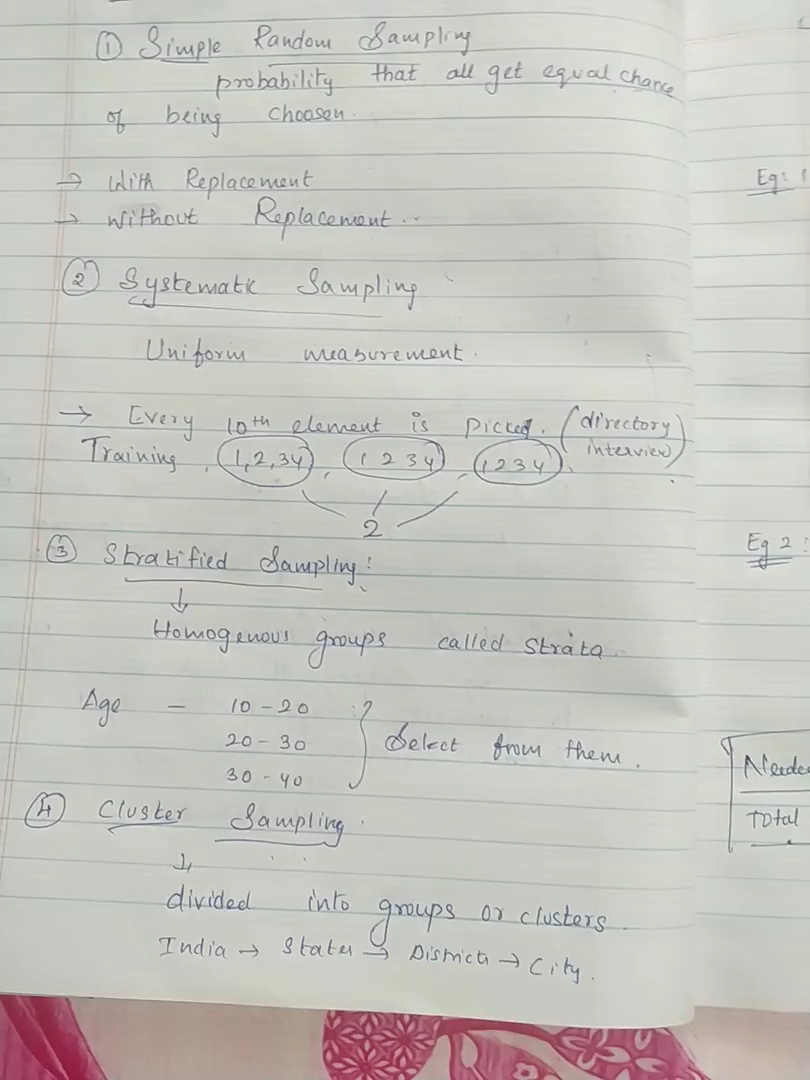 ① Simple Random Sampling
probability that all get equal chance
of being choosen.
→ With Replacement
→ Without Replacement..
② Systematic Sampling
Uniform measurement.
→ Every 10th element is picked. (directory interview)
Training, (1,2,34), (1 2 3 4), (1 2 3 4),
2
③ Stratified Sampling:
↓
Homogenous groups called Strata.
Age — 10-20
20-30 } Select from them.
30-40
④ Cluster Sampling.
↓
divided into groups or clusters.
India → States → Districts → City.
Eg: 1
Eg 2:
Total